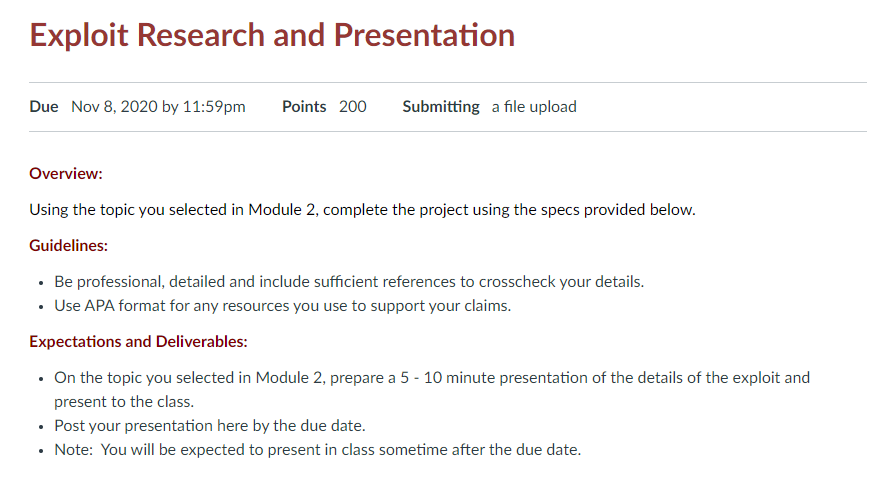 Exploit Research and Presentation
Due Nov 8, 2020 by 11:59pm Points 200 Submitting a file upload
Overview:
Using the topic you selected in Module 2, complete the project using the specs provided below.
Guidelines:
• Be professional, detailed and include sufficient references to crosscheck your details.
• Use APA format for any resources you use to support your claims.
Expectations and Deliverables:
• On the topic you selected in Module 2, prepare a 5 - 10 minute presentation of the details of the exploit and
present to the class.
• Post your presentation here by the due date.
• Note:  You will be expected to present in class sometime after the due date.